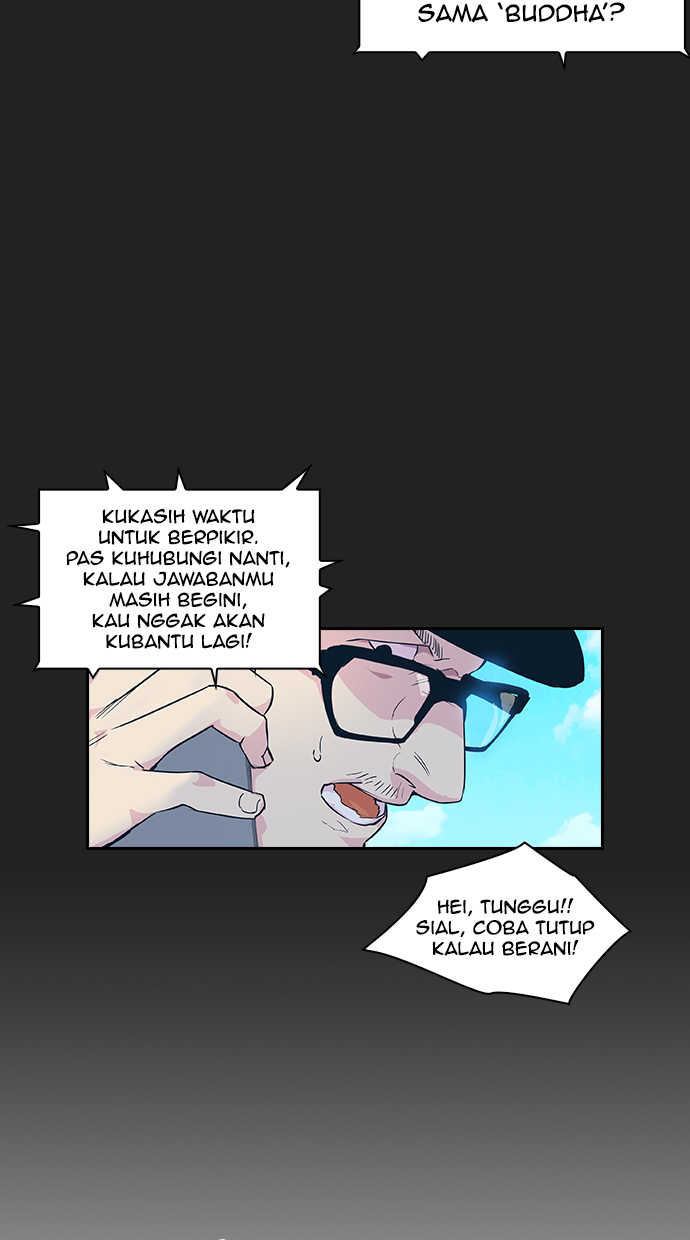 SAMA 'BUDDHA'?
KUKASIH WAKTU
UNTUK BERPIKIR.
PAS KUHUBUNGI NANTI,
KALAU JAWABANMU
MASIH BEGINI,
KAU NGGAK AKAN
KUBANTU LAGI!
HEI, TUNGGU!!
SIAL, COBA TUTUP
KALAU BERANI!